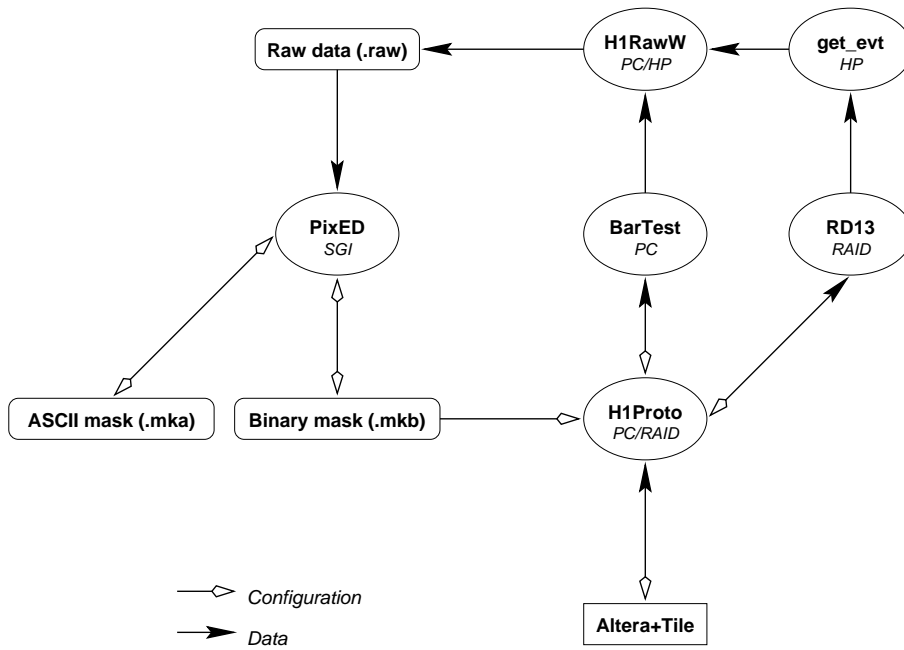 Raw data (.raw)
H1RawW
PC/HP
get_evt
HP
PixED
SGI
BarTest
PC
RD13
RAID
ASCII mask (.mka)
Binary mask (.mkb)
H1Proto
PC/RAID
Configuration
Data
Altera+Tile